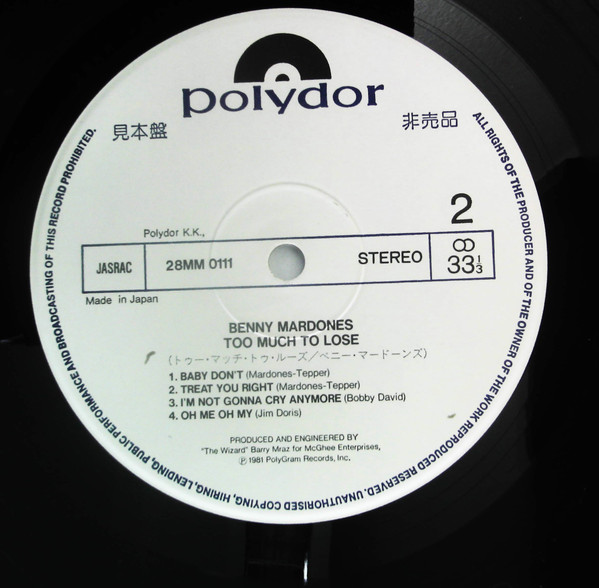 polydor
見本盤
非売品
2
Polydor K.K.,
JASRAC
28MM 0111
STEREO
33 1/3
Made in Japan
BENNY MARDONES
TOO MUCH TO LOSE
(トゥー・マッチ・トゥ・ルーズ/ベニー・マードーンズ)
1. BABY DON'T (Mardones-Tepper)
2. TREAT YOU RIGHT (Mardones-Tepper)
3. I'M NOT GONNA CRY ANYMORE (Bobby David)
4. OH ME OH MY (Jim Doris)
PRODUCED AND ENGINEERED BY
"The Wizard" Barry Mraz for McGhee Enterprises,
℗ 1981 PolyGram Records, Inc.
ALL RIGHTS OF THE PRODUCER AND OF THE OWNER OF THE WORK REPRODUCED RESERVED. UNAUTHORISED COPYING, HIRING, LENDING, PUBLIC PERFORMANCE AND BROADCASTING OF THIS RECORD PROHIBITED.